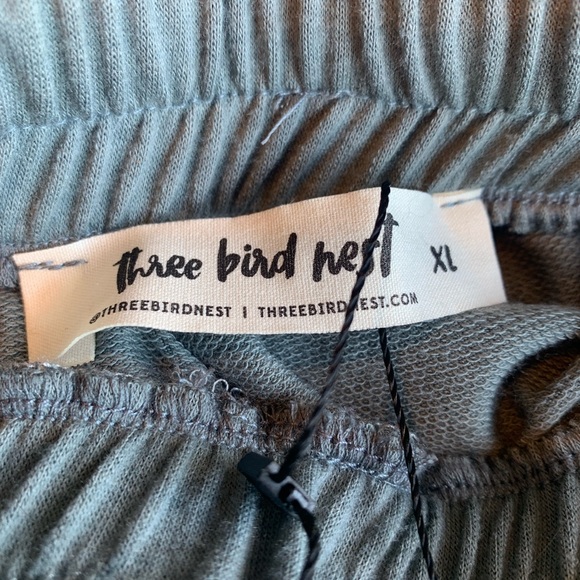 three bird nest XL
@THREEBIRDNEST | THREEBIRDNEST.COM